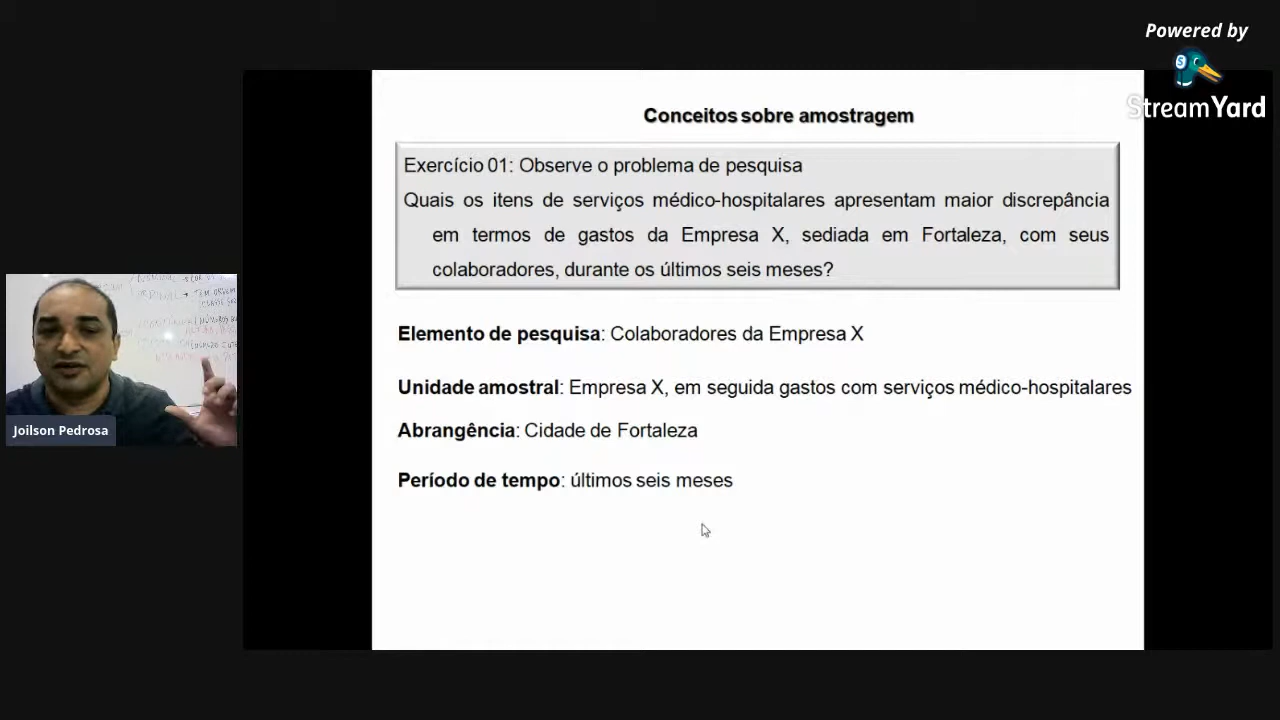 Powered by
StreamYard
Conceitos sobre amostragem
Exercício 01: Observe o problema de pesquisa
Quais os itens de serviços médico-hospitalares apresentam maior discrepância
em termos de gastos da Empresa X, sediada em Fortaleza, com seus
colaboradores, durante os últimos seis meses?
Elemento de pesquisa: Colaboradores da Empresa X
Unidade amostral: Empresa X, em seguida gastos com serviços médico-hospitalares
Abrangência: Cidade de Fortaleza
Período de tempo: últimos seis meses
Joilson Pedrosa